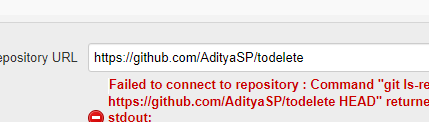 epository URL https://github.com/AdityaSP/todelete
Failed to connect to repository : Command "git ls-re
https://github.com/AdityaSP/todelete HEAD" returne
stdout: